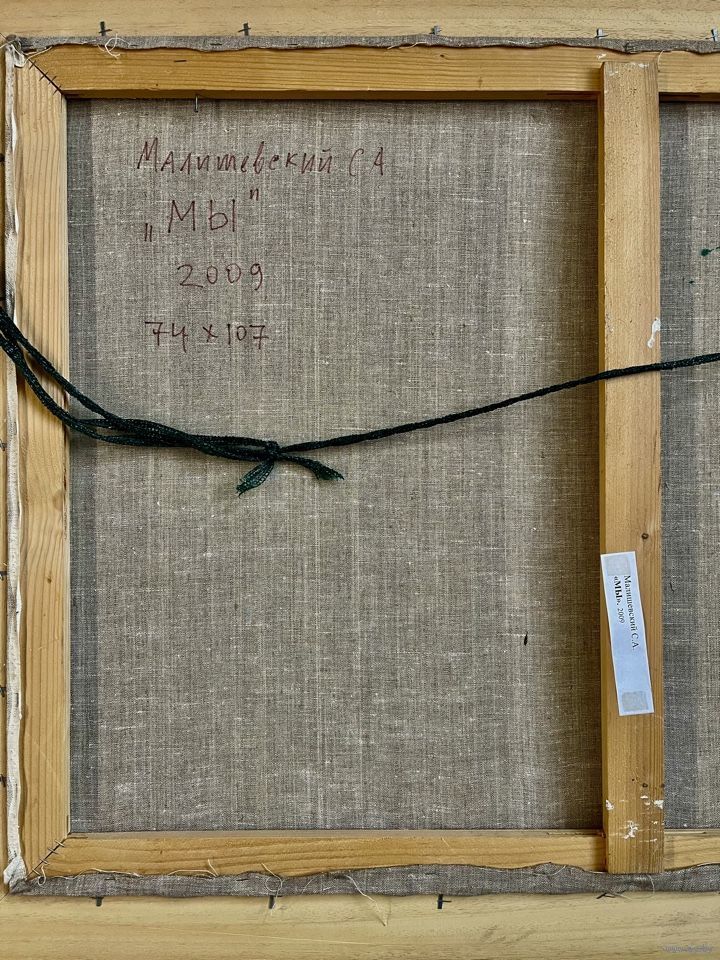 Малишевский С А
„МЫ"
2009
74 x 107
Малишевский С.А.
«МЫ». 2009